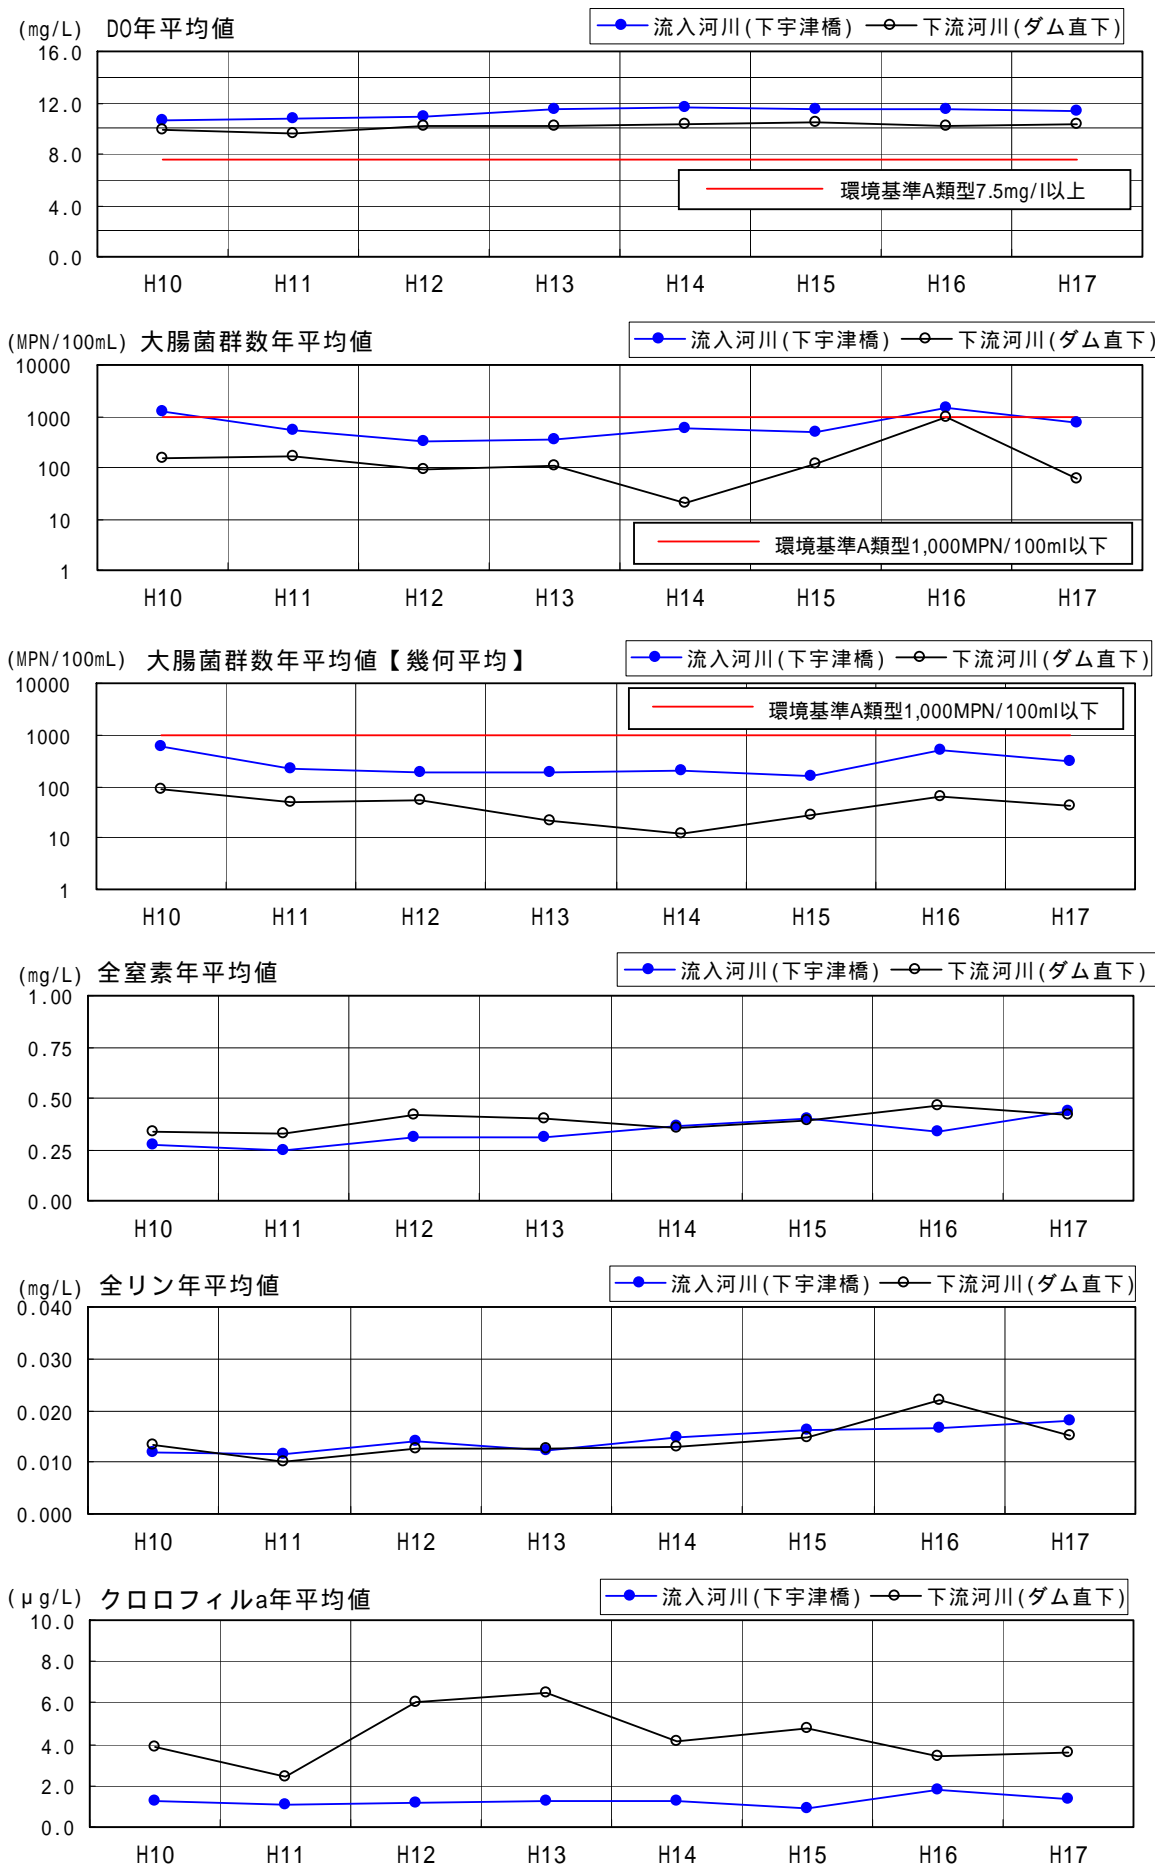 (mg/L) DO年平均値 流入河川(下宇津橋) 下流河川(ダム直下)
16.0
12.0
8.0
環境基準A類型7.5mg/l以上
4.0
0.0
H10 H11 H12 H13 H14 H15 H16 H17
(MPN/100mL) 大腸菌群数年平均値 流入河川(下宇津橋) 下流河川(ダム直下)
10000
1000
100
10
環境基準A類型1,000MPN/100ml以下
1
H10 H11 H12 H13 H14 H15 H16 H17
(MPN/100mL) 大腸菌群数年平均値【幾何平均】 流入河川(下宇津橋) 下流河川(ダム直下)
10000
環境基準A類型1,000MPN/100ml以下
1000
100
10
1
H10 H11 H12 H13 H14 H15 H16 H17
(mg/L) 全窒素年平均値 流入河川(下宇津橋) 下流河川(ダム直下)
1.00
0.75
0.50
0.25
0.00
H10 H11 H12 H13 H14 H15 H16 H17
(mg/L) 全リン年平均値 流入河川(下宇津橋) 下流河川(ダム直下)
0.040
0.030
0.020
0.010
0.000
H10 H11 H12 H13 H14 H15 H16 H17
(μg/L) クロロフィルa年平均値 流入河川(下宇津橋) 下流河川(ダム直下)
10.0
8.0
6.0
4.0
2.0
0.0
H10 H11 H12 H13 H14 H15 H16 H17